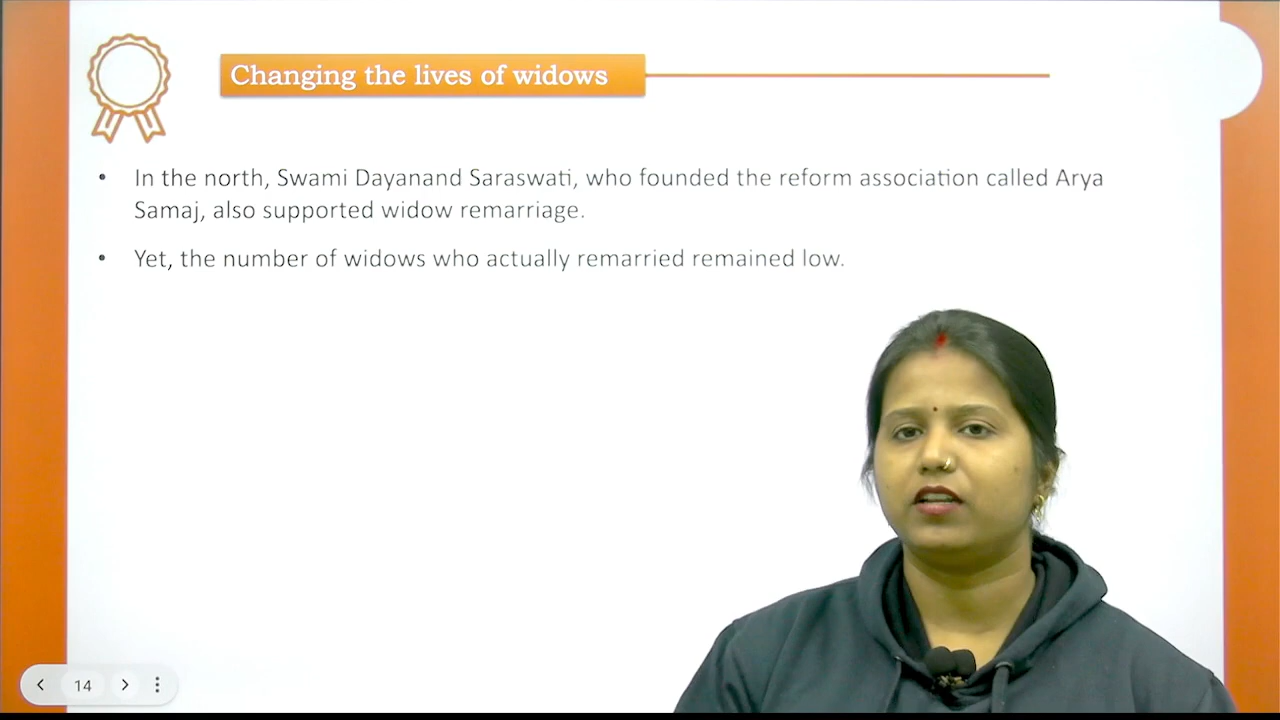 Changing the lives of widows
• In the north, Swami Dayanand Saraswati, who founded the reform association called Arya
Samaj, also supported widow remarriage.
• Yet, the number of widows who actually remarried remained low.
14